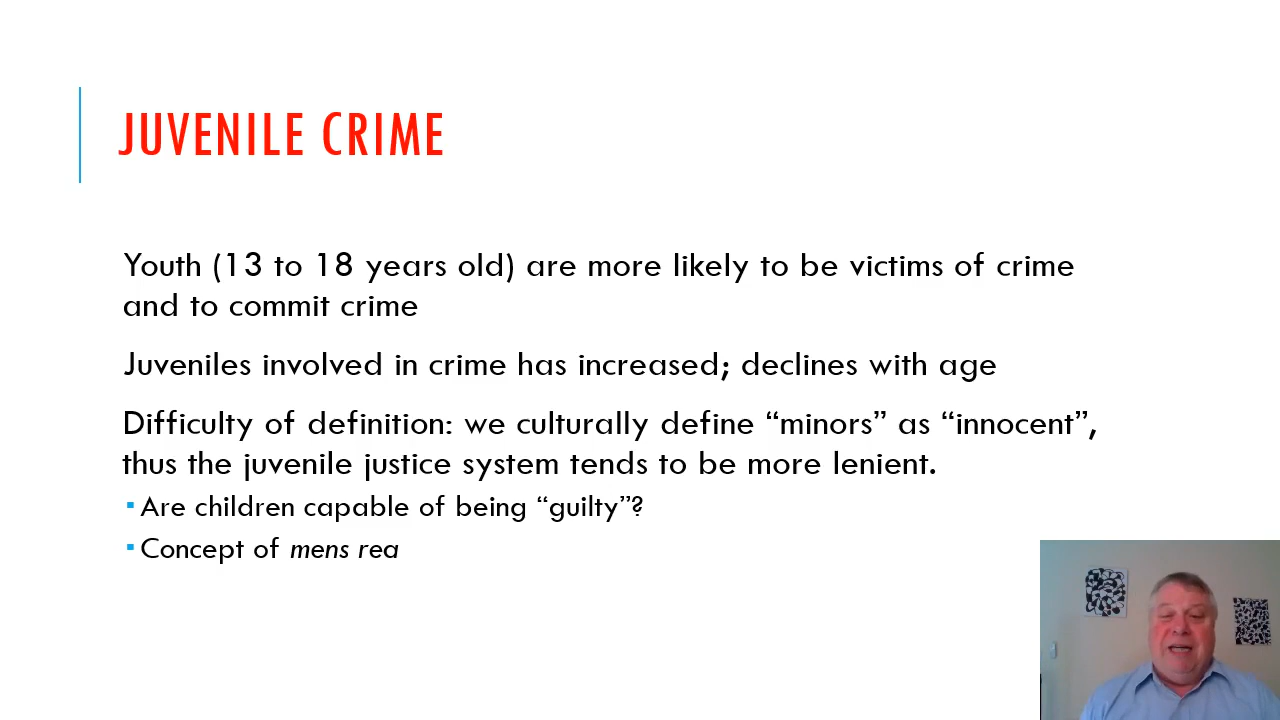 JUVENILE CRIME
Youth (13 to 18 years old) are more likely to be victims of crime
and to commit crime
Juveniles involved in crime has increased; declines with age
Difficulty of definition: we culturally define “minors” as “innocent”,
thus the juvenile justice system tends to be more lenient.
▪ Are children capable of being “guilty”?
▪ Concept of mens rea